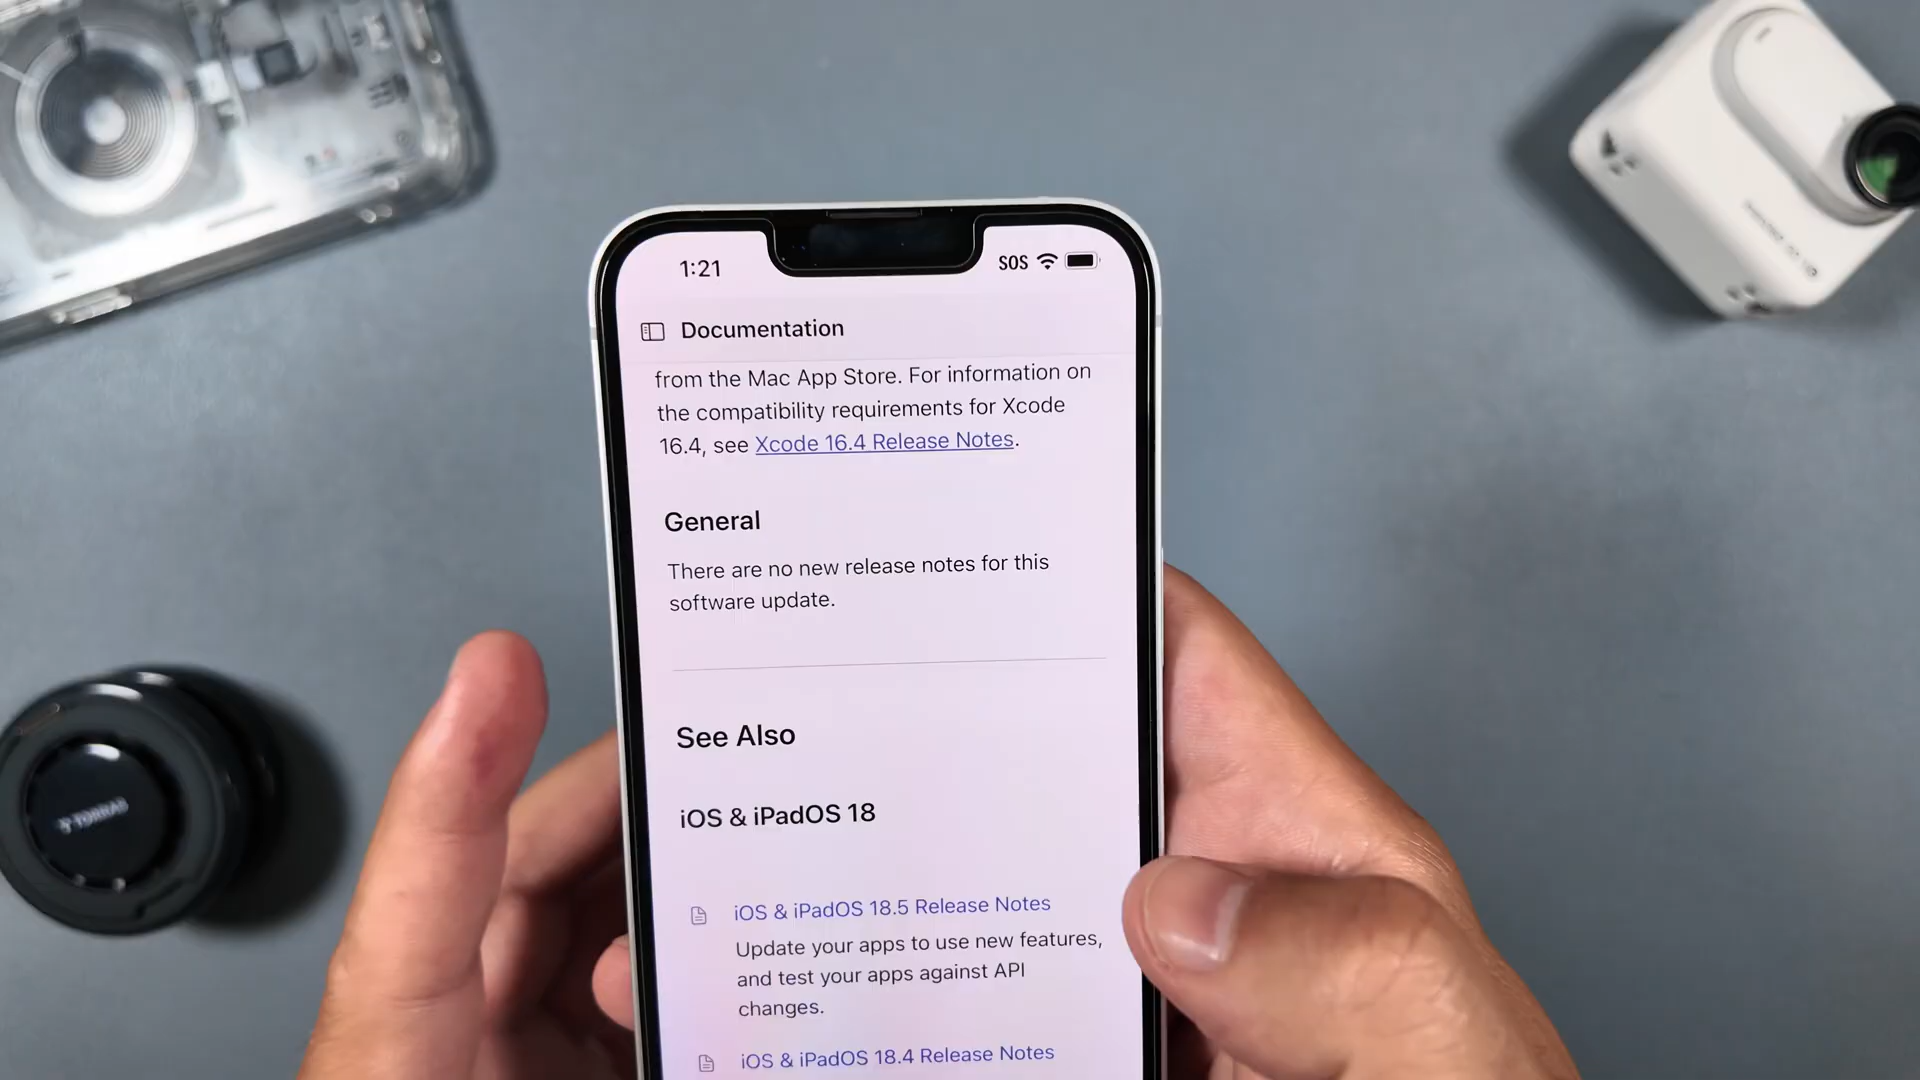 1:21
SOS
Documentation
from the Mac App Store. For information on
the compatibility requirements for Xcode
16.4, see Xcode 16.4 Release Notes.
General
There are no new release notes for this
software update.
See Also
iOS & iPadOS 18
iOS & iPadOS 18.5 Release Notes
Update your apps to use new features,
and test your apps against API
changes.
iOS & iPadOS 18.4 Release Notes
TORRAS